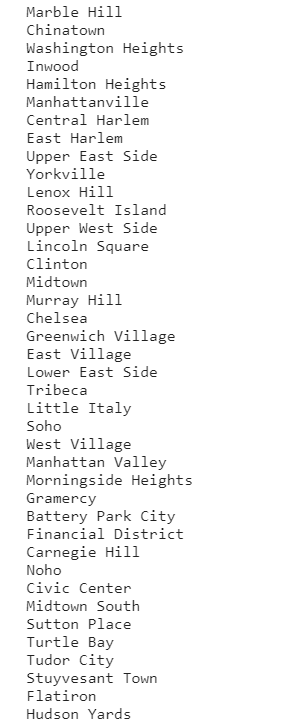 Marble Hill
Chinatown
Washington Heights
Inwood
Hamilton Heights
Manhattanville
Central Harlem
East Harlem
Upper East Side
Yorkville
Lenox Hill
Roosevelt Island
Upper West Side
Lincoln Square
Clinton
Midtown
Murray Hill
Chelsea
Greenwich Village
East Village
Lower East Side
Tribeca
Little Italy
Soho
West Village
Manhattan Valley
Morningside Heights
Gramercy
Battery Park City
Financial District
Carnegie Hill
Noho
Civic Center
Midtown South
Sutton Place
Turtle Bay
Tudor City
Stuyvesant Town
Flatiron
Hudson Yards